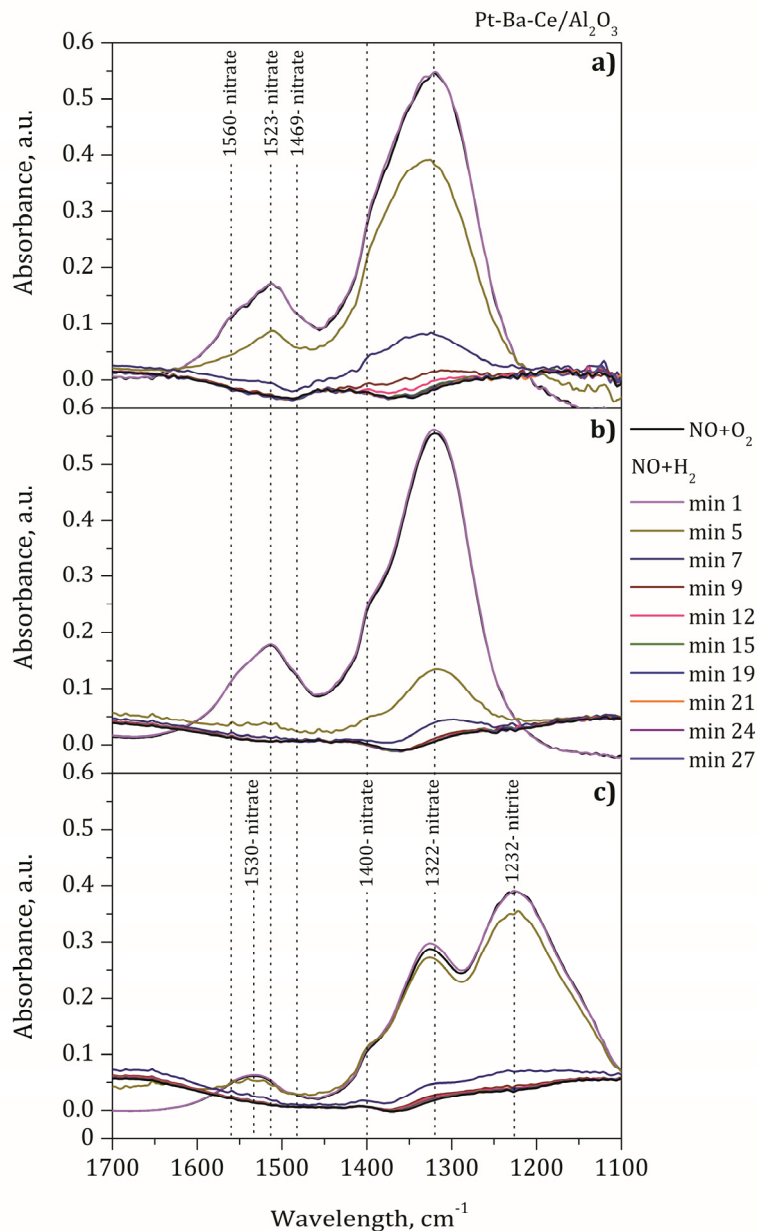 Pt-Ba-Ce/Al₂O₃
a)
0.6
0.5
0.4
0.3
0.2
0.1
0.0
Absorbance, a.u.
1560- nitrate
1523- nitrate
1469- nitrate
b)
0.6
0.5
0.4
0.3
0.2
0.1
0.0
Absorbance, a.u.
NO+O₂
NO+H₂
min 1
min 5
min 7
min 9
min 12
min 15
min 19
min 21
min 24
min 27
c)
0.6
0.5
0.4
0.3
0.2
0.1
0.0
0
Absorbance, a.u.
1530- nitrate
1400- nitrate
1322- nitrate
1232- nitrite
1700
1600
1500
1400
1300
1200
1100
Wavelength, cm⁻¹